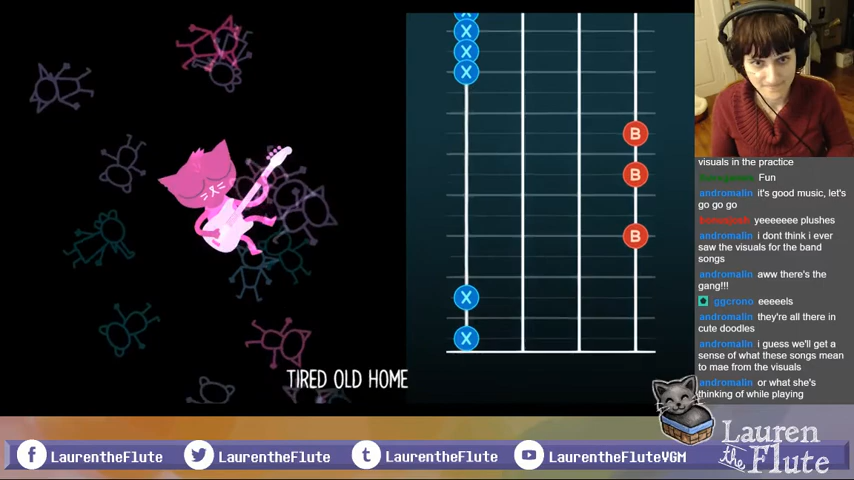 X
X
X
X
B
B
B
X
X
TIRED OLD HOME
visuals in the practice
Fun
andromalin it's good music, let's
go go go
yeeeeeee plushes
andromalin i dont think i ever
saw the visuals for the band
songs
andromalin aww there's the
gang!!!
ggcrono eeeeels
andromalin they're all there in
cute doodles
andromalin i guess we'll get a
sense of what these songs mean
to mae from the visuals
andromalin or what she's
thinking of while playing
Lauren
the Flute
LaurentheFlute
LaurentheFlute
LaurentheFlute
LaurentheFluteVGM